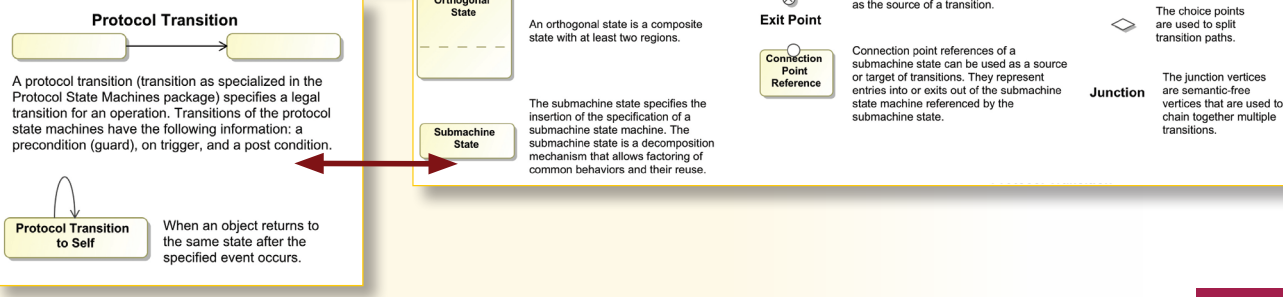 Protocol Transition
A protocol transition (transition as specialized in the
Protocol State Machines package) specifies a legal
transition for an operation. Transitions of the protocol
state machines have the following information: a
precondition (guard), on trigger, and a post condition.
Protocol Transition
to Self
When an object returns to
the same state after the
specified event occurs.
Orthogonal
State
An orthogonal state is a composite
state with at least two regions.
Submachine
State
The submachine state specifies the
insertion of the specification of a
submachine state machine. The
submachine state is a decomposition
mechanism that allows factoring of
common behaviors and their reuse.
Exit Point
as the source of a transition.
Connection
Point
Reference
Connection point references of a
submachine state can be used as a source
or target of transitions. They represent
entries into or exits out of the submachine
state machine referenced by the
submachine state.
The choice points
are used to split
transition paths.
Junction
The junction vertices
are semantic-free
vertices that are used to
chain together multiple
transitions.